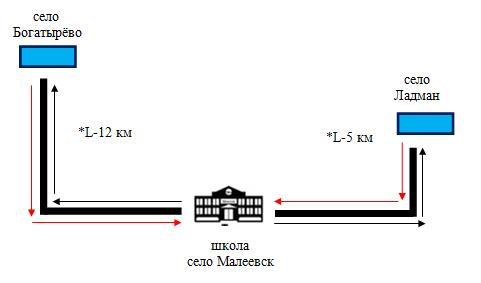 село
Богатырёво
село
Ладман
*L-12 км
*L-5 км
школа
село Малеевск